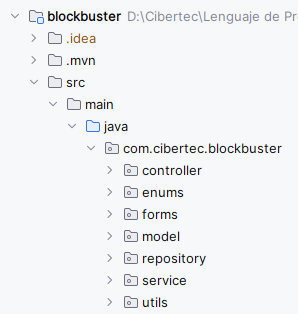 blockbuster D:\Cibertec\Lenguaje de Pr
.idea
.mvn
src
main
java
com.cibertec.blockbuster
controller
enums
forms
model
repository
service
utils